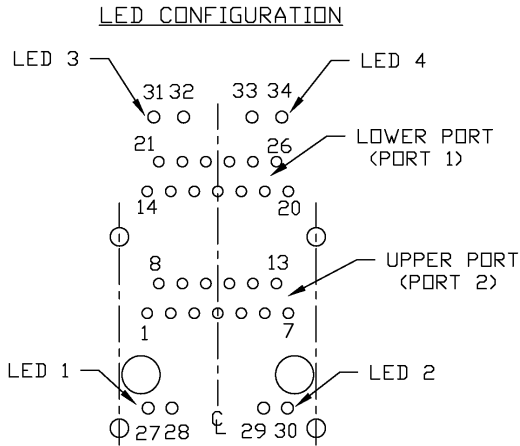 LED CONFIGURATION
LED 3
LED 4
31 32 33 34
21 26
LOWER PORT
(PORT 1)
14 20
8 13
UPPER PORT
(PORT 2)
1 7
LED 1
LED 2
27 28 29 30
℄